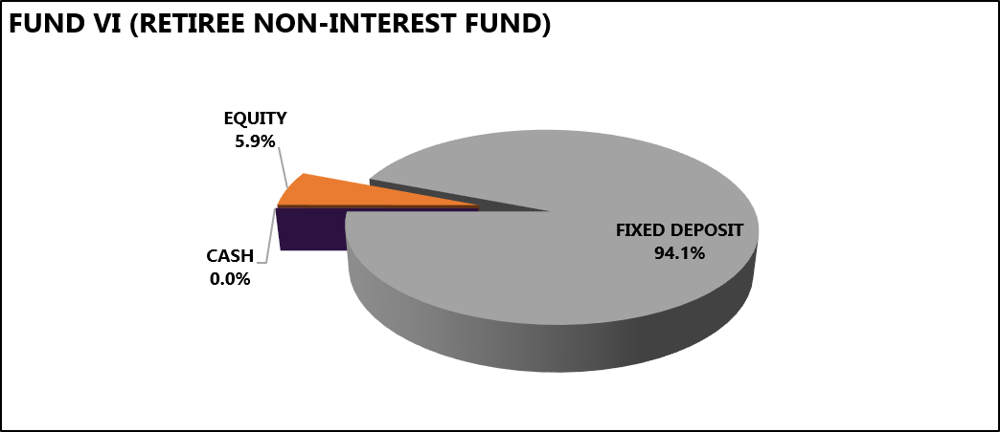 FUND VI (RETIREE NON-INTEREST FUND)
EQUITY
5.9%
FIXED DEPOSIT
94.1%
CASH
0.0%